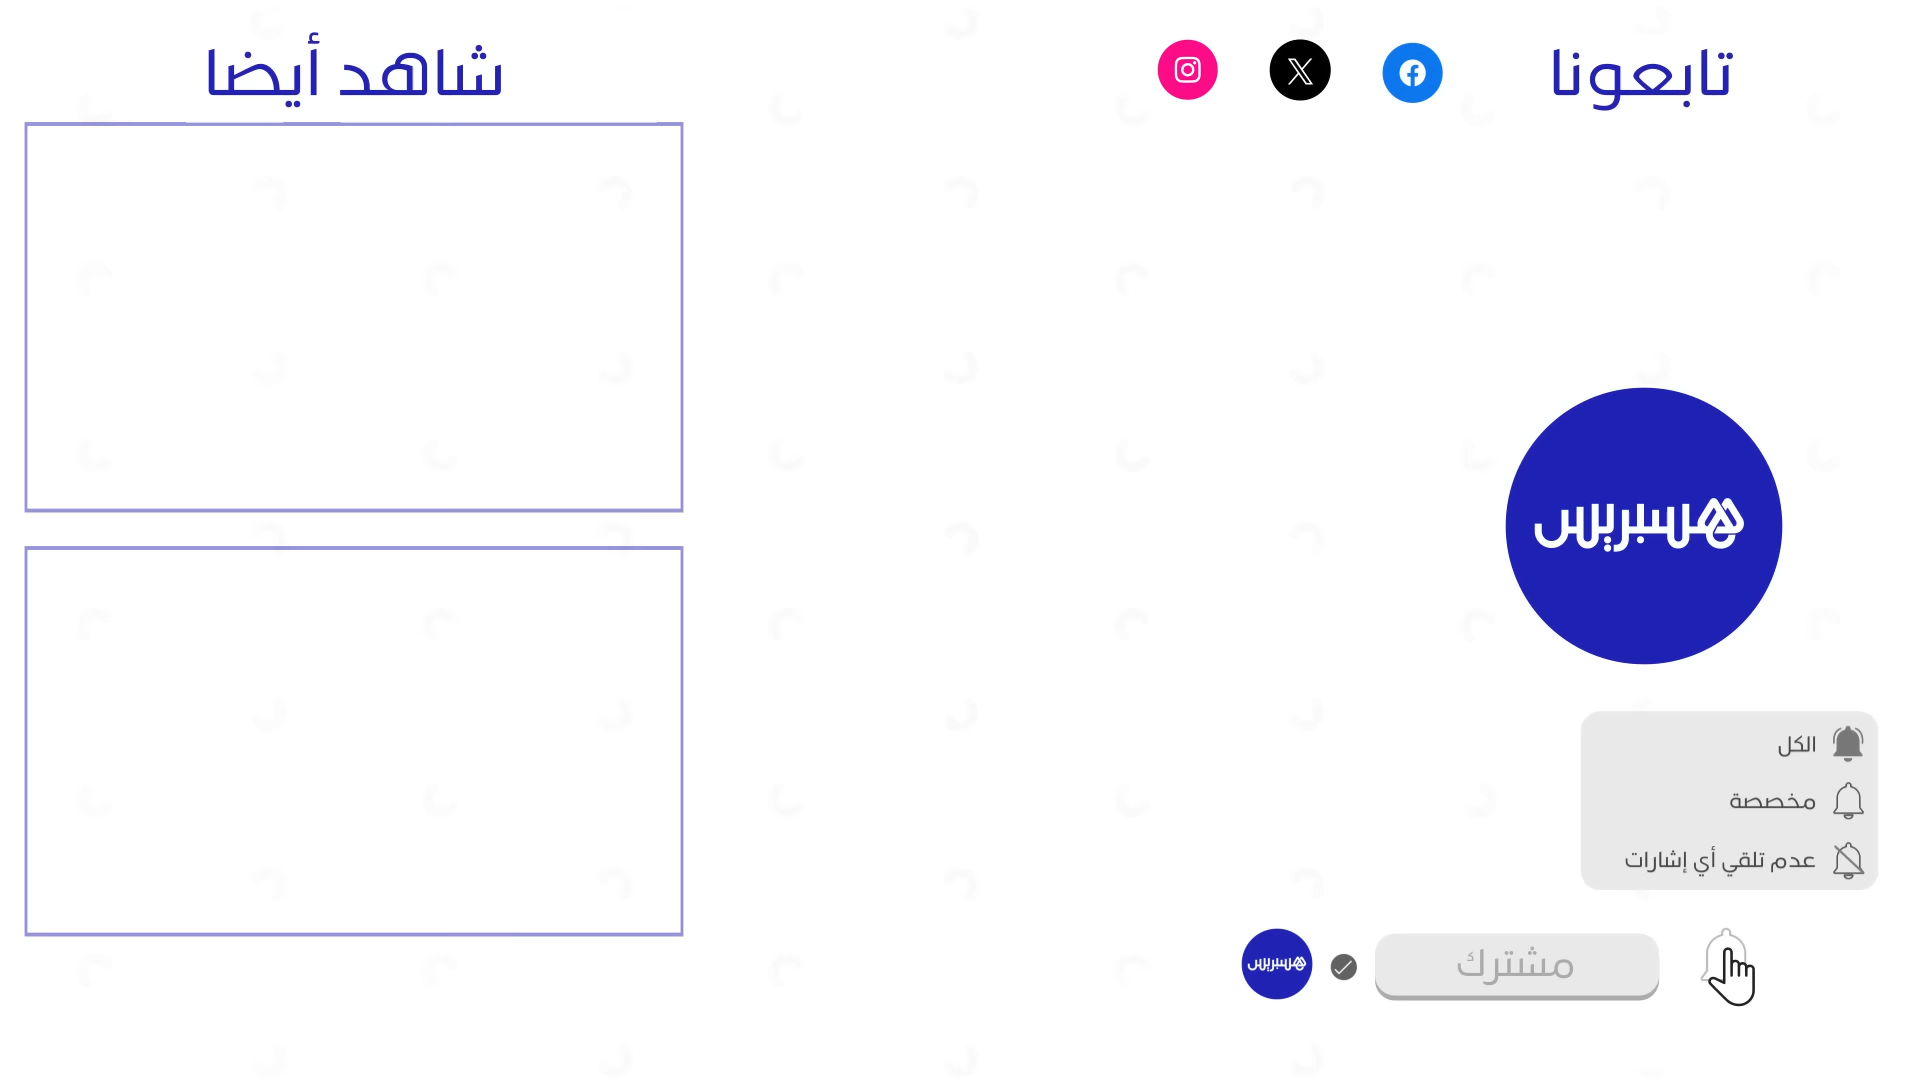 تابعونا
شاهد أيضا
هسبريس
الكل
مخصصة
عدم تلقي أي إشارات
مشترك
هسبريس